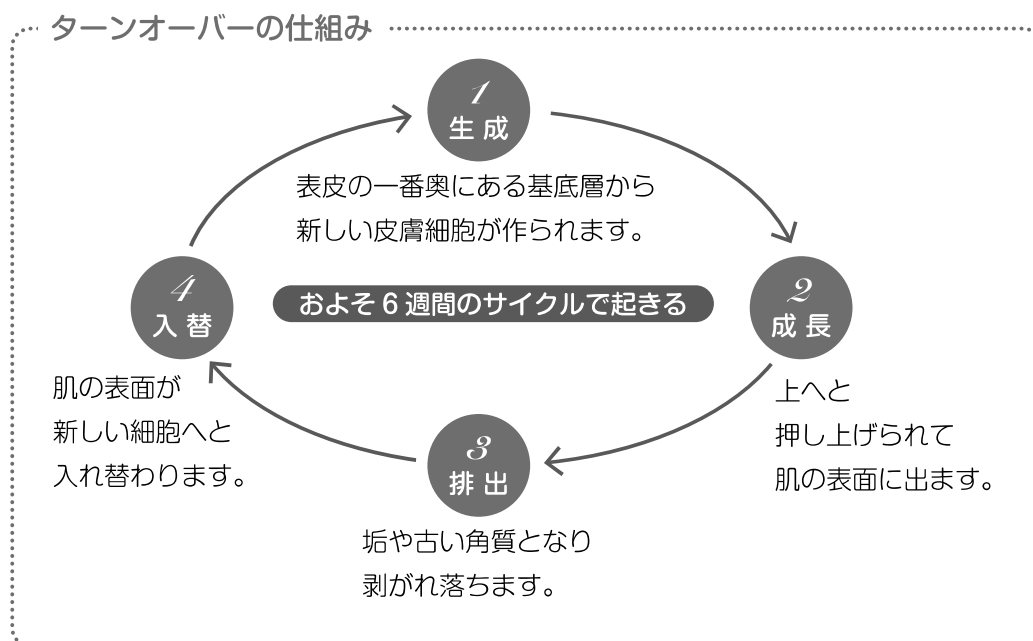 ターンオーバーの仕組み
1
生成
表皮の一番奥にある基底層から
新しい皮膚細胞が作られます。
およそ6週間のサイクルで起きる
2
成長
上へと
押し上げられて
肌の表面に出ます。
3
排出
垢や古い角質となり
剥がれ落ちます。
4
入替
肌の表面が
新しい細胞へと
入れ替わります。